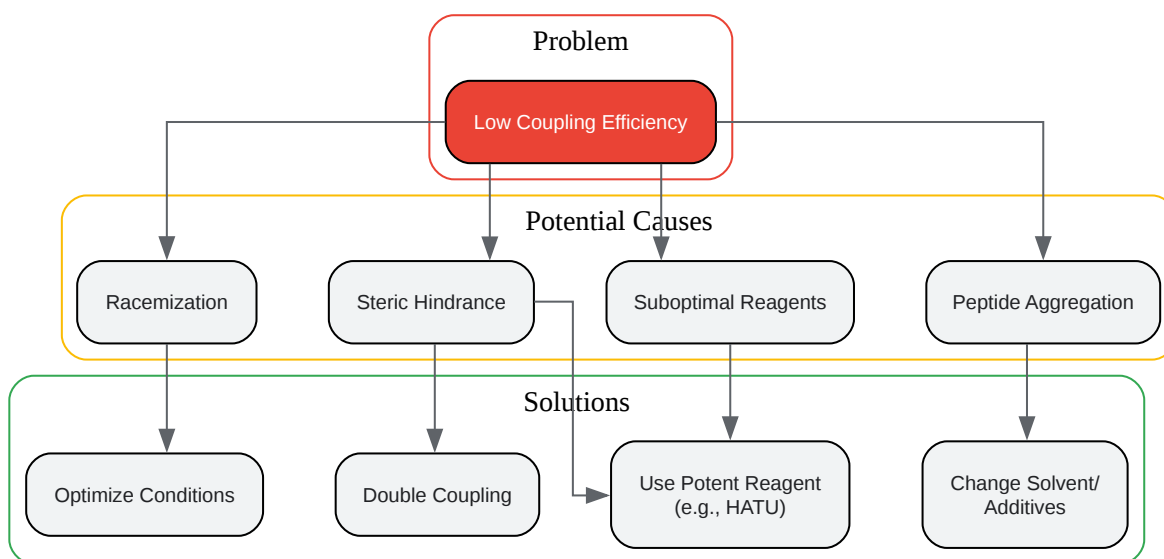 Problem
Low Coupling Efficiency
Potential Causes
Racemization
Steric Hindrance
Suboptimal Reagents
Peptide Aggregation
Solutions
Optimize Conditions
Double Coupling
Use Potent Reagent
(e.g., HATU)
Change Solvent/
Additives